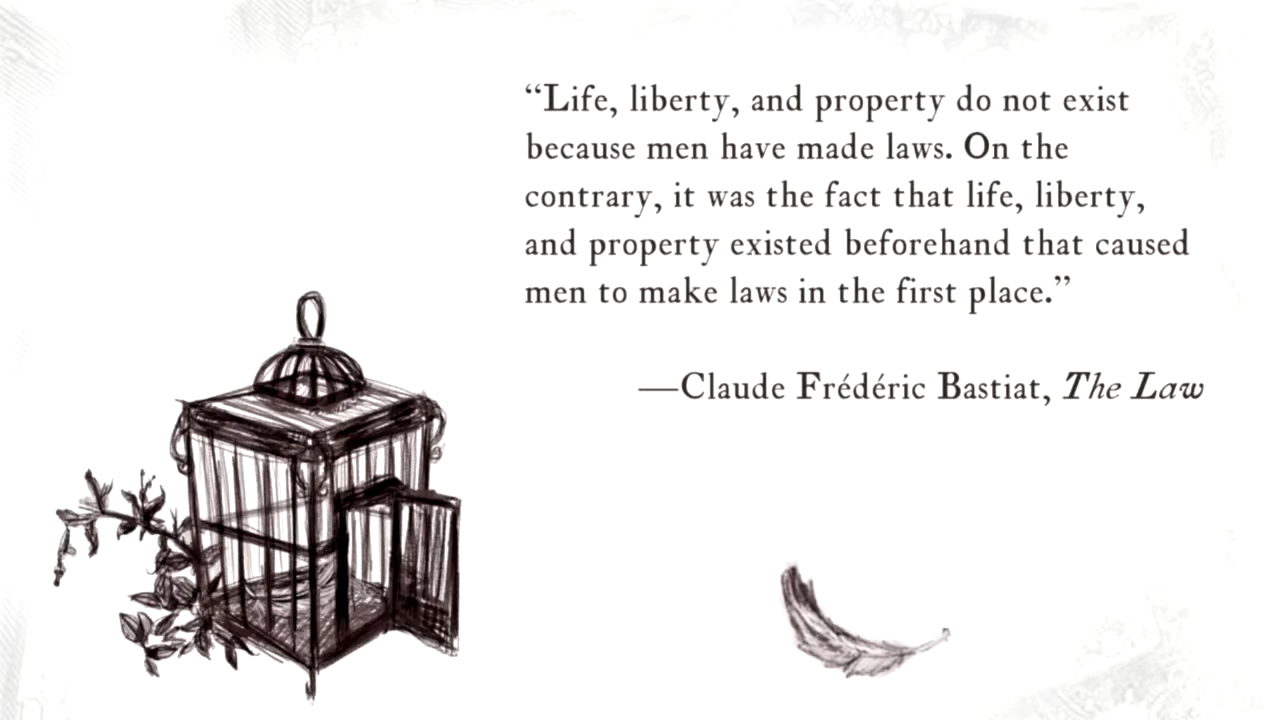 “Life, liberty, and property do not exist
because men have made laws. On the
contrary, it was the fact that life, liberty,
and property existed beforehand that caused
men to make laws in the first place.”
—Claude Frédéric Bastiat, The Law